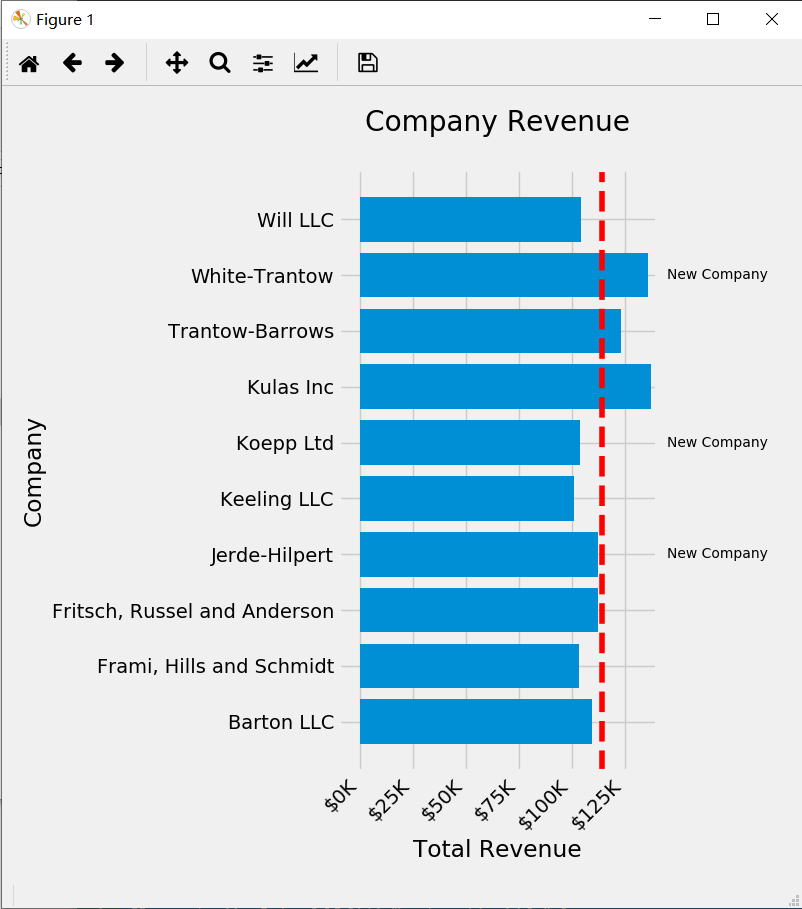 Figure 1
Company Revenue
Will LLC
White-Trantow
New Company
Trantow-Barrows
Kulas Inc
Koepp Ltd
New Company
Keeling LLC
Jerde-Hilpert
New Company
Fritsch, Russel and Anderson
Frami, Hills and Schmidt
Barton LLC
Company
$0K
$25K
$50K
$75K
$100K
$125K
Total Revenue